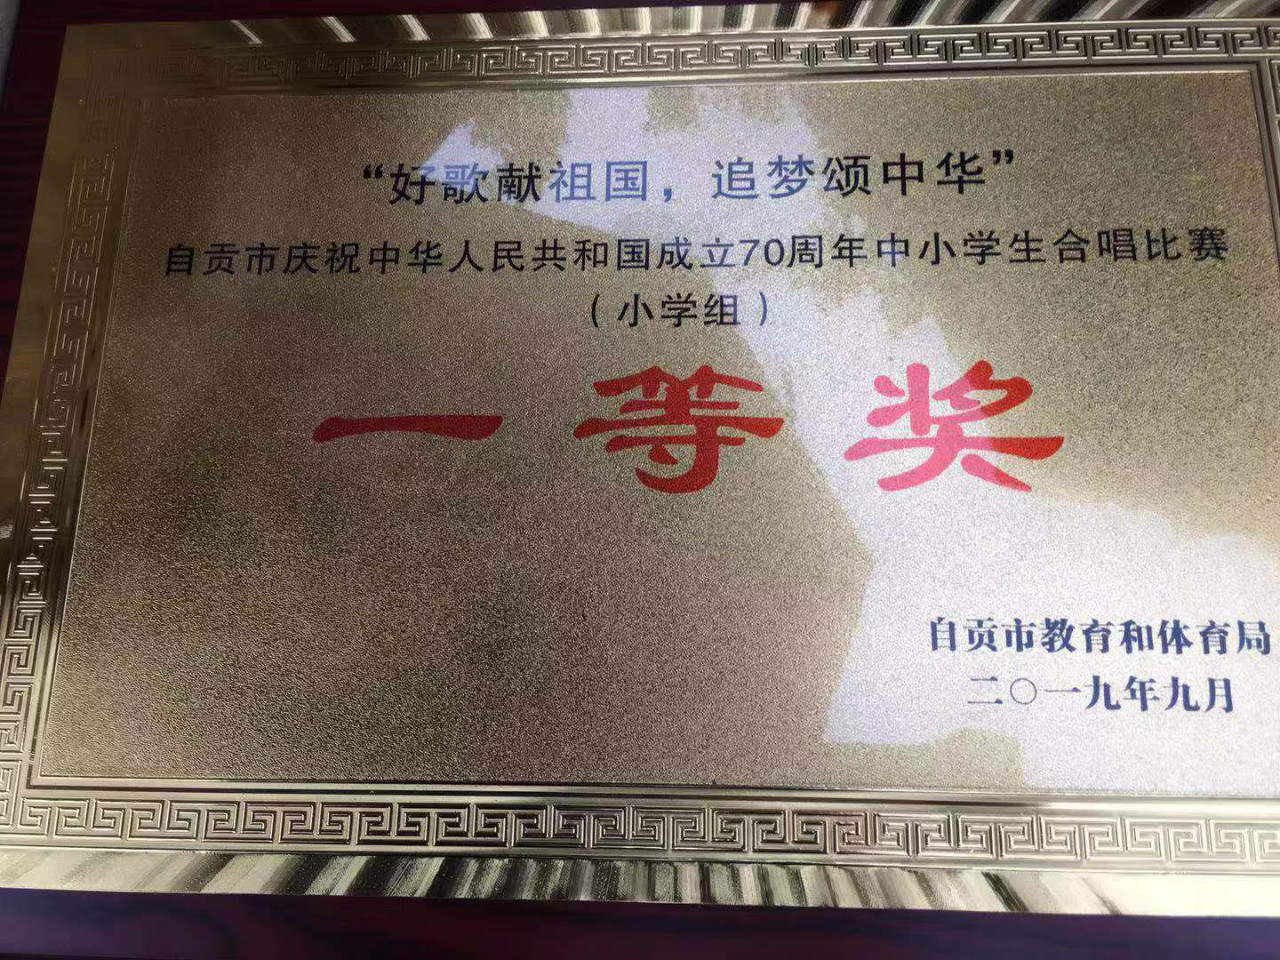 “好歌献祖国，追梦颂中华”
自贡市庆祝中华人民共和国成立70周年中小学生合唱比赛
（小学组）
一等奖
自贡市教育和体育局
二〇一九年九月